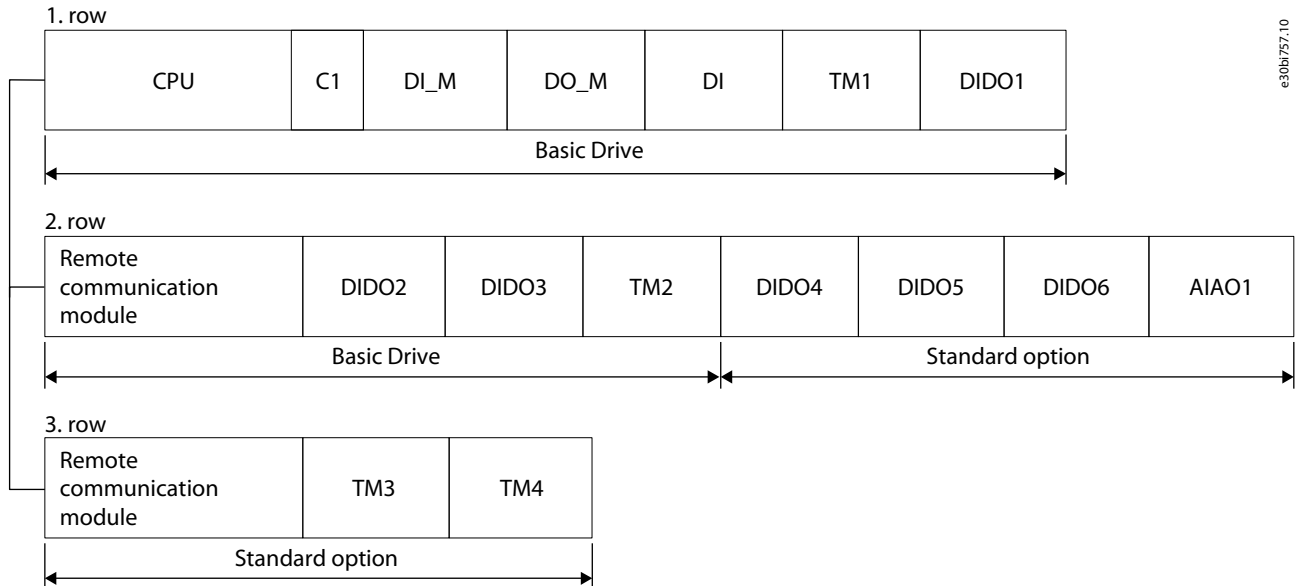 1. row
CPU
C1
DI_M
DO_M
DI
TM1
DIDO1
Basic Drive
e30bi757.10
2. row
Remote
communication
module
DIDO2
DIDO3
TM2
DIDO4
DIDO5
DIDO6
AIAO1
Basic Drive
Standard option
3. row
Remote
communication
module
TM3
TM4
Standard option